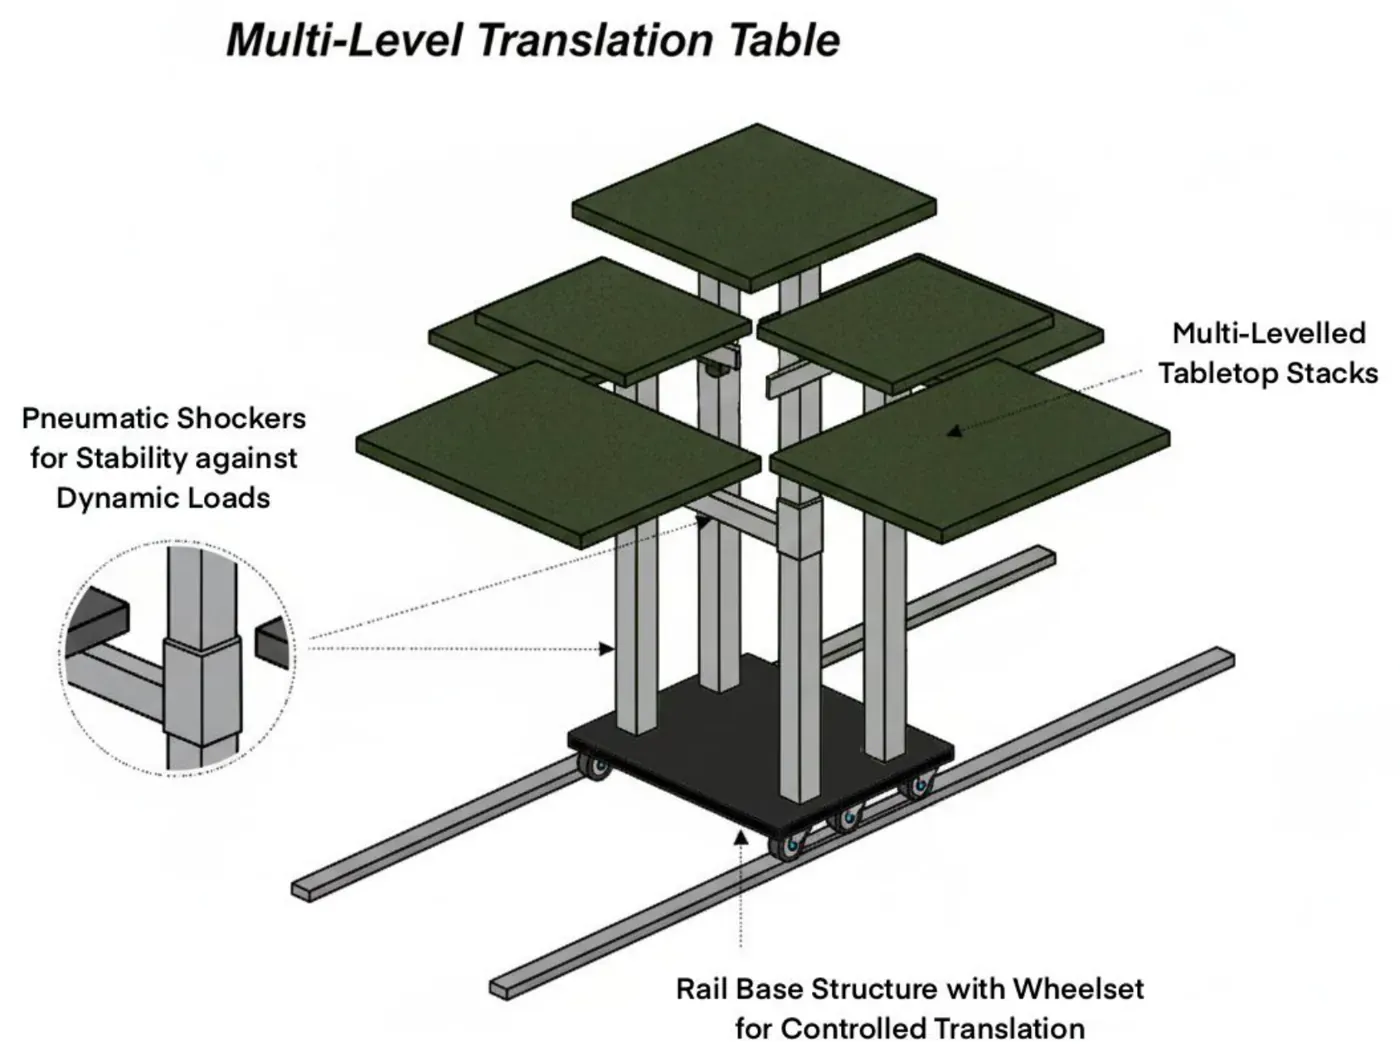 Multi-Level Translation Table
Multi-Levelled
Tabletop Stacks
Pneumatic Shockers
for Stability against
Dynamic Loads
Rail Base Structure with Wheelset
for Controlled Translation